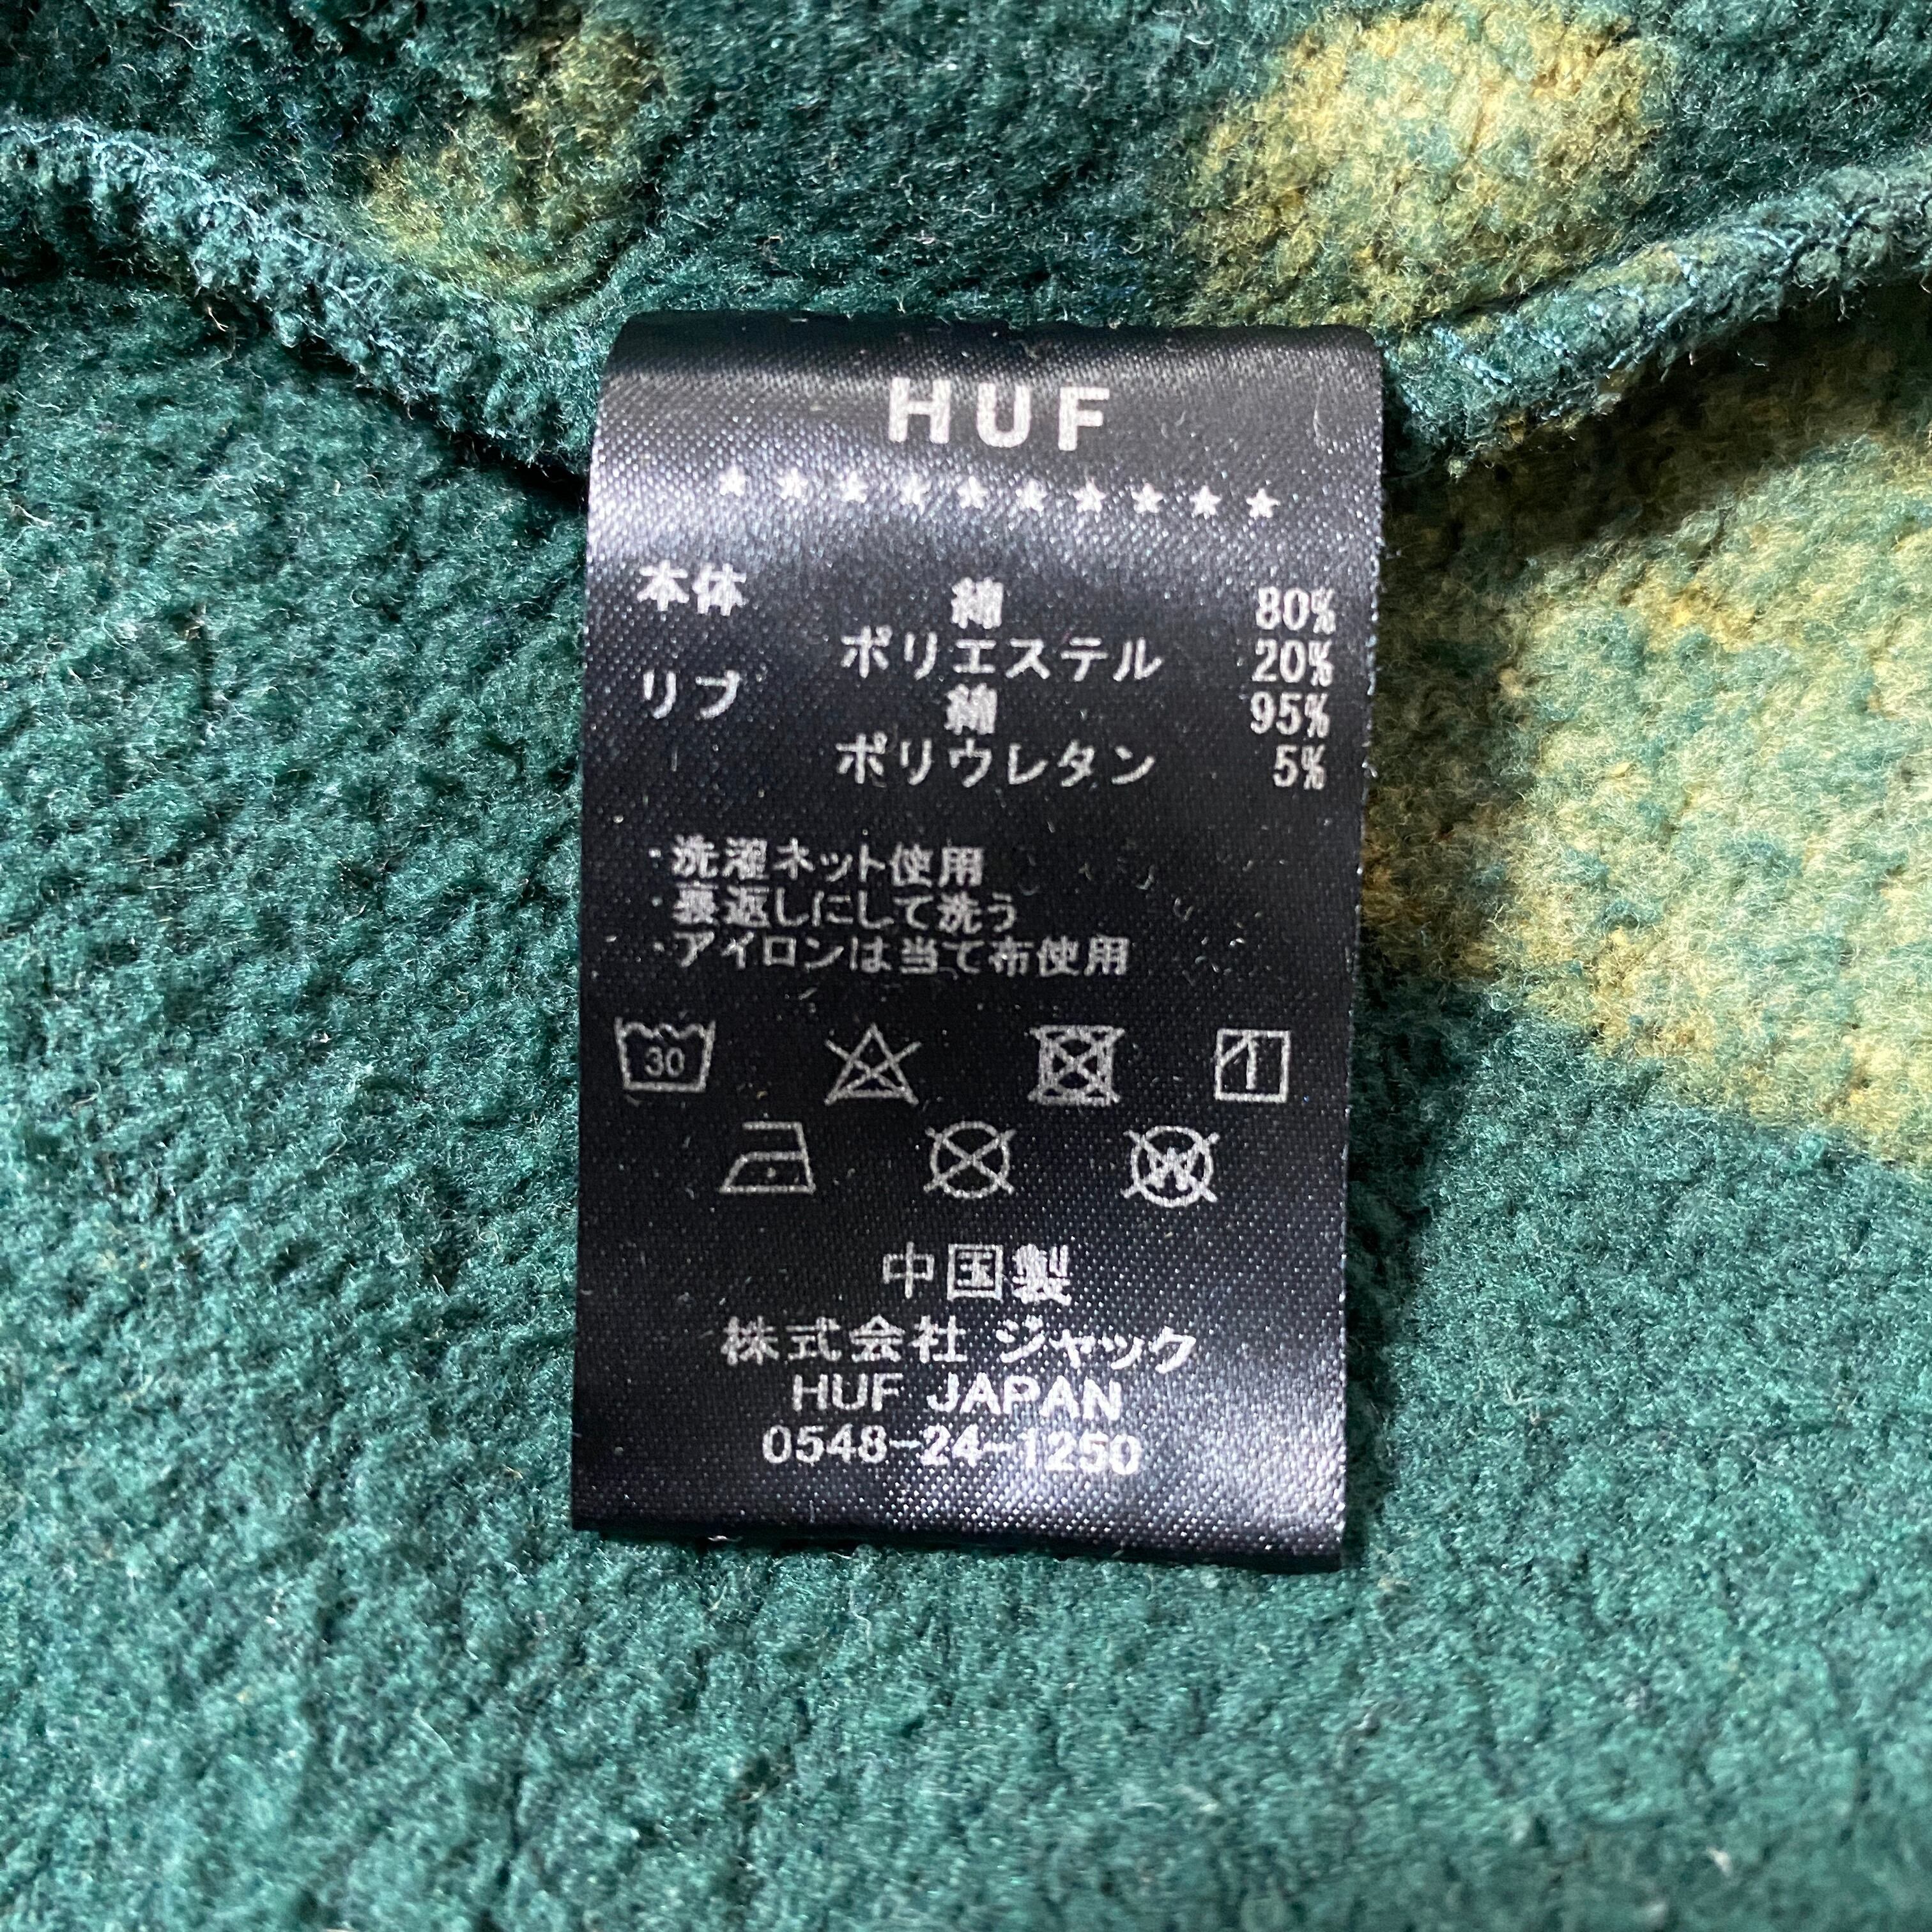 HUF
★★★★★★★★★★
本体 綿 80%
ポリエステル 20%
リブ 綿 95%
ポリウレタン 5%
・洗濯ネット使用
・裏返しにして洗う
・アイロンは当て布使用
30
W
中国製
株式会社 ジャック
HUF JAPAN
0548-24-1250